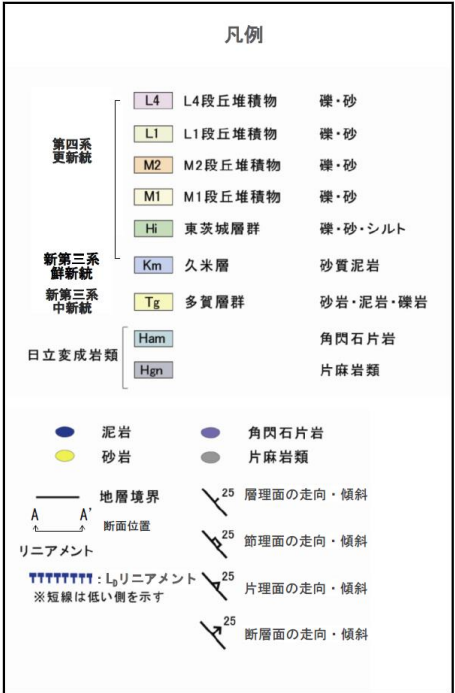 凡例
第四系
更新統
L4 L4段丘堆積物 礫・砂
L1 L1段丘堆積物 礫・砂
M2 M2段丘堆積物 礫・砂
M1 M1段丘堆積物 礫・砂
Hi 東茨城層群 礫・砂・シルト
新第三系
鮮新統
Km 久米層 砂質泥岩
新第三系
中新統
Tg 多賀層群 砂岩・泥岩・礫岩
日立変成岩類
Ham 角閃石片岩
Hgn 片麻岩類
泥岩
砂岩
角閃石片岩
片麻岩類
地層境界
A A' 断面位置
リニアメント
:LDリニアメント
※短線は低い側を示す
25 層理面の走向・傾斜
25 節理面の走向・傾斜
25 片理面の走向・傾斜
25 断層面の走向・傾斜